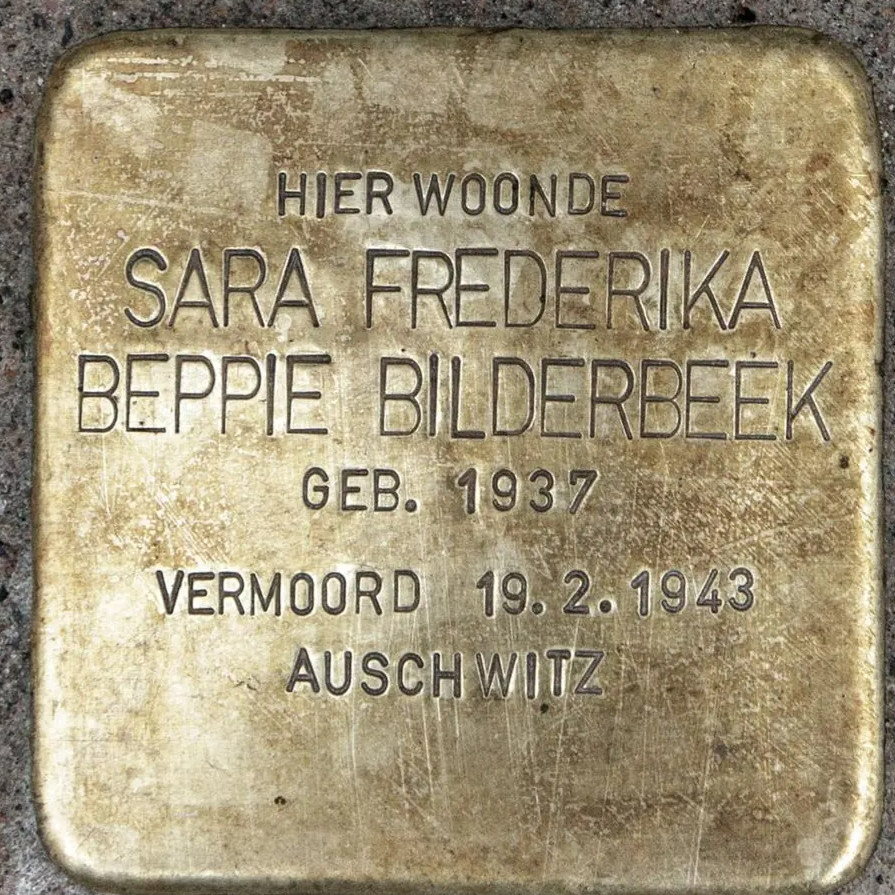 HIER WOONDE
SARA FREDERIKA
BEPPIE BILDERBEEK
GEB. 1937
VERMOORD 19.2.1943
AUSCHWITZ